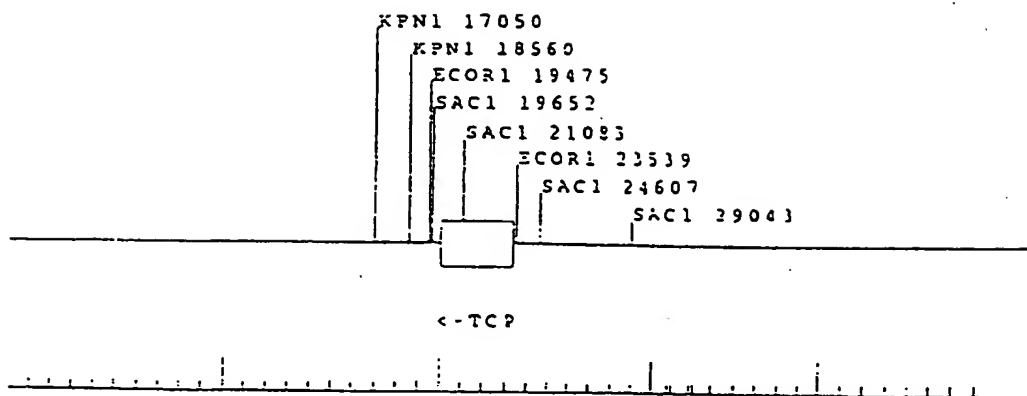 KPN1 17050
KPN1 18560
ECOR1 19475
SAC1 19652
SAC1 21083
ECOR1 23539
SAC1 24607
SAC1 29043
<-TCP